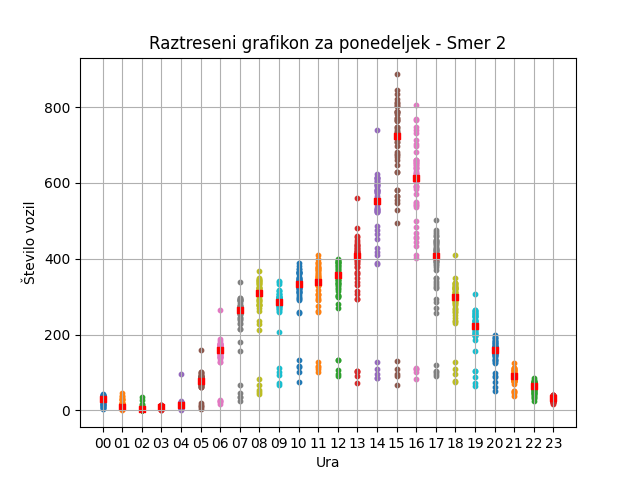 Raztreseni grafikon za ponedeljek - Smer 2
800
600
400
200
0
Število vozil
00 01 02 03 04 05 06 07 08 09 10 11 12 13 14 15 16 17 18 19 20 21 22 23
Ura